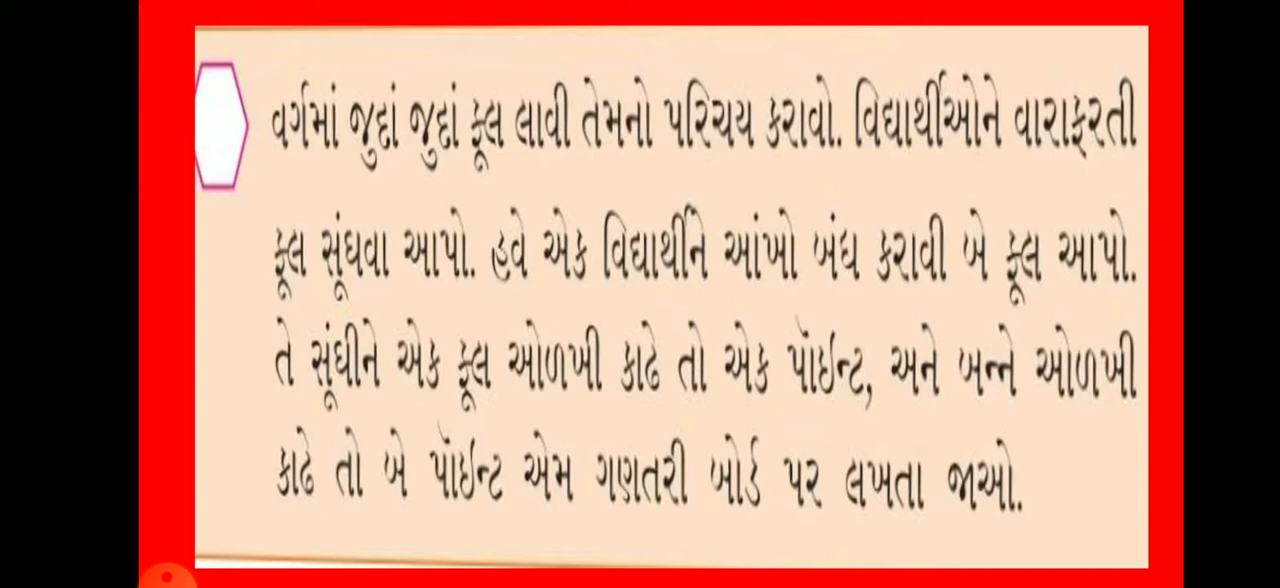 વર્ગમાં જુદાં જુદાં ફૂલ લાવી તેમનો પરિચય કરાવો. વિદ્યાર્થીઓને વારાફરતી
ફૂલ સૂંઘવા આપો. હવે એક વિદ્યાર્થીને આંખો બંધ કરાવી બે ફૂલ આપો.
તે સૂંઘીને એક ફૂલ ઓળખી કાઢે તો એક પૉઇન્ટ, અને બન્ને ઓળખી
કાઢે તો બે પૉઇન્ટ એમ ગણતરી બોર્ડ પર લખતા જાઓ.